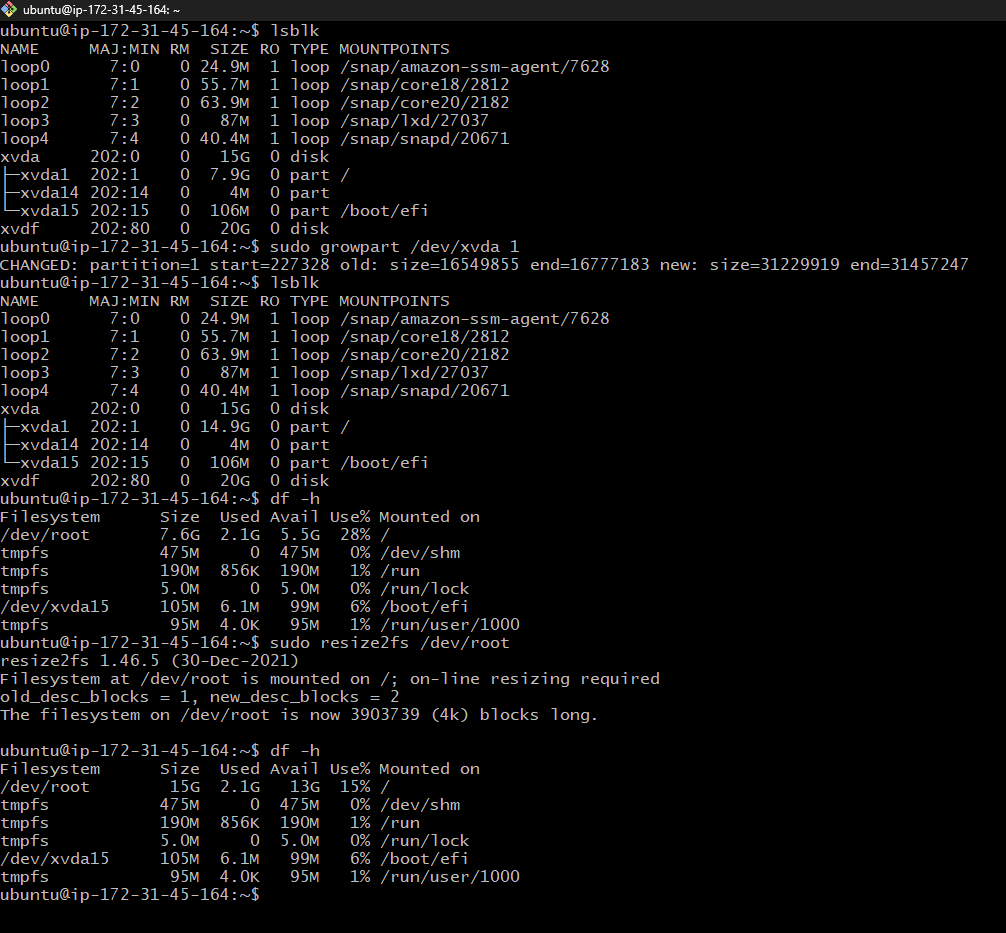 ubuntu@ip-172-31-45-164: ~
ubuntu@ip-172-31-45-164:~$ lsblk
NAME     MAJ:MIN RM  SIZE RO TYPE MOUNTPOINTS
loop0      7:0    0 24.9M  1 loop /snap/amazon-ssm-agent/7628
loop1      7:1    0 55.7M  1 loop /snap/core18/2812
loop2      7:2    0 63.9M  1 loop /snap/core20/2182
loop3      7:3    0   87M  1 loop /snap/lxd/27037
loop4      7:4    0 40.4M  1 loop /snap/snapd/20671
xvda     202:0    0   15G  0 disk
├─xvda1  202:1    0  7.9G  0 part /
├─xvda14 202:14   0    4M  0 part
└─xvda15 202:15   0  106M  0 part /boot/efi
xvdf     202:80   0   20G  0 disk
ubuntu@ip-172-31-45-164:~$ sudo growpart /dev/xvda 1
CHANGED: partition=1 start=227328 old: size=16549855 end=16777183 new: size=31229919 end=31457247
ubuntu@ip-172-31-45-164:~$ lsblk
NAME     MAJ:MIN RM  SIZE RO TYPE MOUNTPOINTS
loop0      7:0    0 24.9M  1 loop /snap/amazon-ssm-agent/7628
loop1      7:1    0 55.7M  1 loop /snap/core18/2812
loop2      7:2    0 63.9M  1 loop /snap/core20/2182
loop3      7:3    0   87M  1 loop /snap/lxd/27037
loop4      7:4    0 40.4M  1 loop /snap/snapd/20671
xvda     202:0    0   15G  0 disk
├─xvda1  202:1    0 14.9G  0 part /
├─xvda14 202:14   0    4M  0 part
└─xvda15 202:15   0  106M  0 part /boot/efi
xvdf     202:80   0   20G  0 disk
ubuntu@ip-172-31-45-164:~$ df -h
Filesystem      Size  Used Avail Use% Mounted on
/dev/root       7.6G  2.1G  5.5G  28% /
tmpfs           475M     0  475M   0% /dev/shm
tmpfs           190M  856K  190M   1% /run
tmpfs           5.0M     0  5.0M   0% /run/lock
/dev/xvda15     105M  6.1M   99M   6% /boot/efi
tmpfs            95M  4.0K   95M   1% /run/user/1000
ubuntu@ip-172-31-45-164:~$ sudo resize2fs /dev/root
resize2fs 1.46.5 (30-Dec-2021)
Filesystem at /dev/root is mounted on /; on-line resizing required
old_desc_blocks = 1, new_desc_blocks = 2
The filesystem on /dev/root is now 3903739 (4k) blocks long.
ubuntu@ip-172-31-45-164:~$ df -h
Filesystem      Size  Used Avail Use% Mounted on
/dev/root        15G  2.1G   13G  15% /
tmpfs           475M     0  475M   0% /dev/shm
tmpfs           190M  856K  190M   1% /run
tmpfs           5.0M     0  5.0M   0% /run/lock
/dev/xvda15     105M  6.1M   99M   6% /boot/efi
tmpfs            95M  4.0K   95M   1% /run/user/1000
ubuntu@ip-172-31-45-164:~$